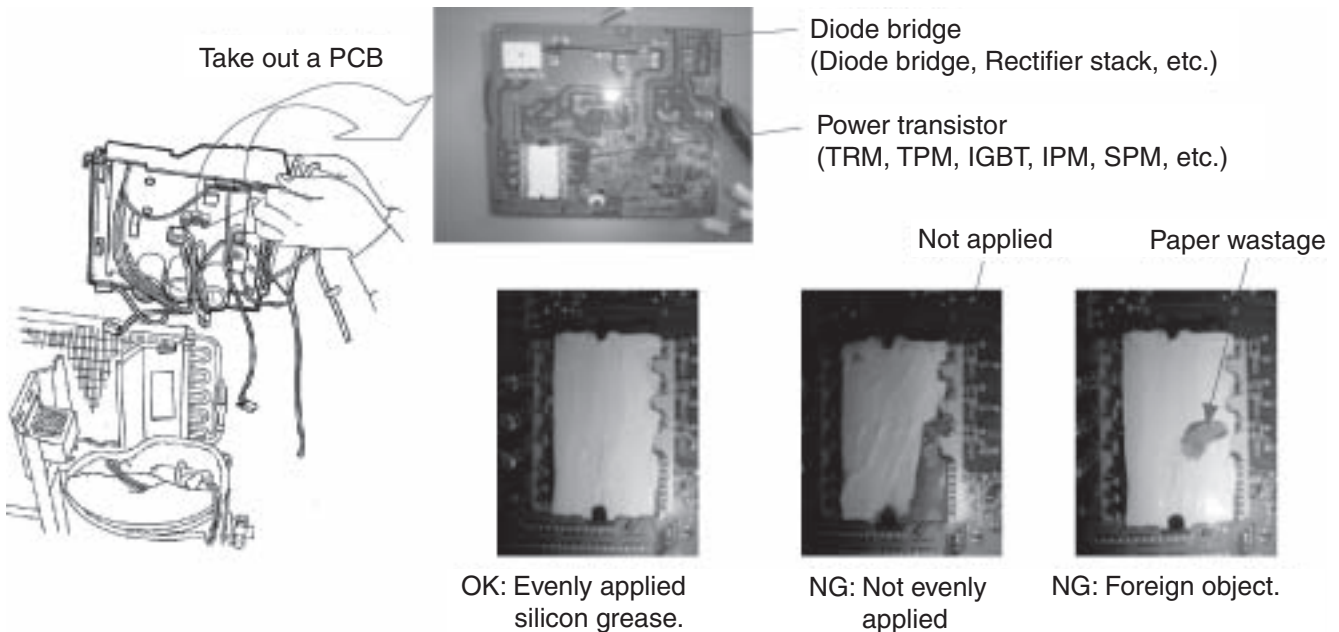 Take out a PCB
Diode bridge
(Diode bridge, Rectifier stack, etc.)
Power transistor
(TRM, TPM, IGBT, IPM, SPM, etc.)
Not applied
Paper wastage
OK: Evenly applied
silicon grease.
NG: Not evenly
applied
NG: Foreign object.